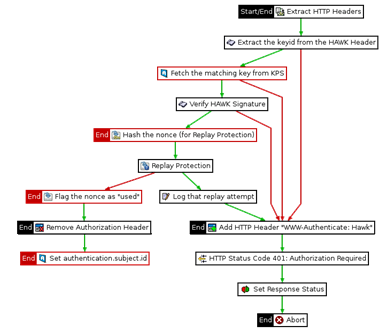 Start/End Extract HTTP Headers
Extract the keyid from the HAWK Header
Fetch the matching key from KPS
Verify HAWK Signature
End Hash the nonce (for Replay Protection)
Replay Protection
End Flag the nonce as "used"
Log that replay attempt
End Remove Authorization Header
End Add HTTP Header "WWW-Authenticate: Hawk"
End Set authentication.subject.id
HTTP Status Code 401: Authorization Required
Set Response Status
End Abort